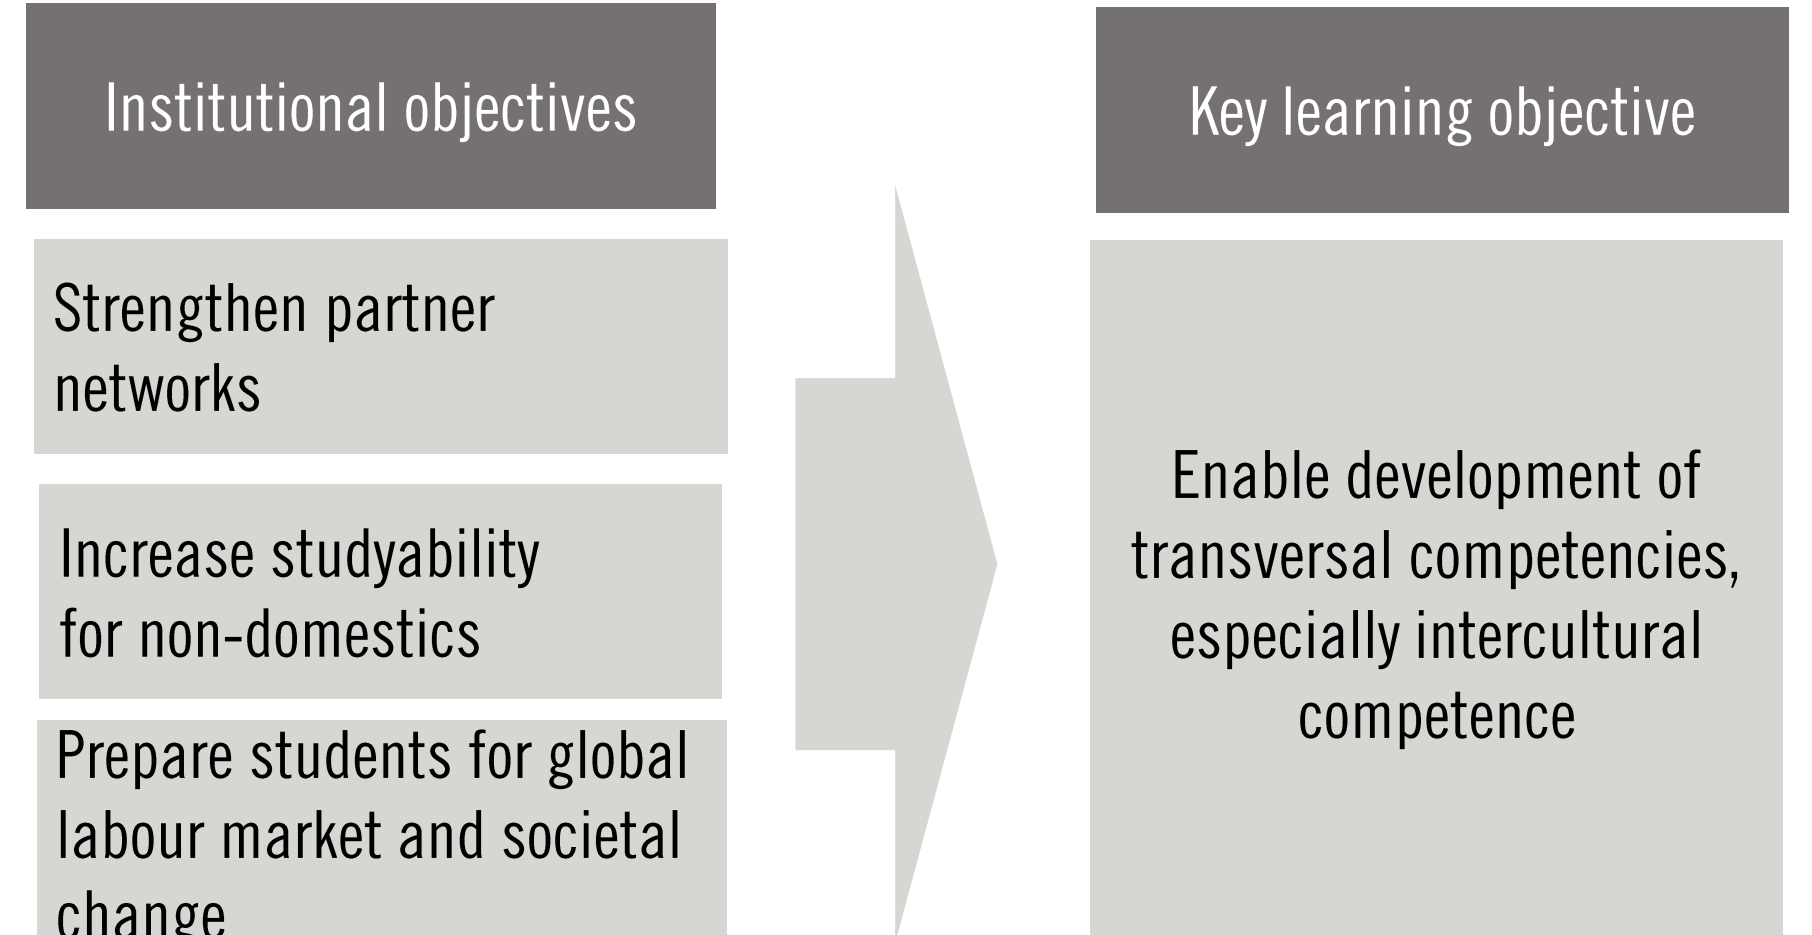 Institutional objectives
Strengthen partner
networks
Increase studyability
for non-domestics
Prepare students for global
labour market and societal
change
Key learning objective
Enable development of
transversal competencies,
especially intercultural
competence